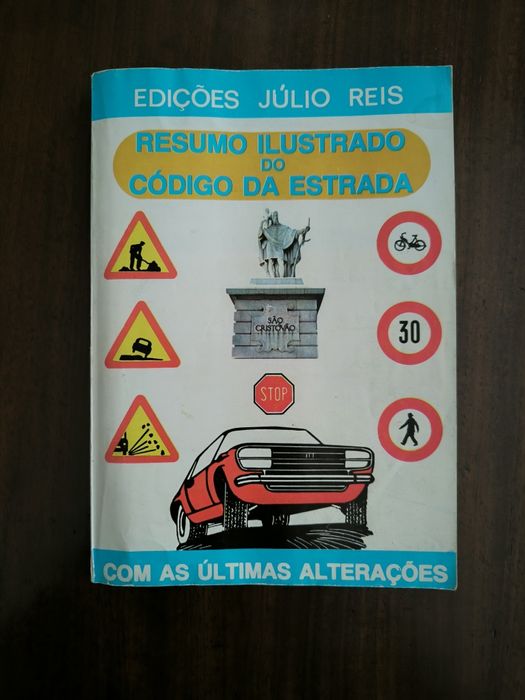 EDIÇÕES JÚLIO REIS
RESUMO ILUSTRADO
DO
CÓDIGO DA ESTRADA
SÃO
CRISTOVÃO
30
STOP
COM AS ÚLTIMAS ALTERAÇÕES